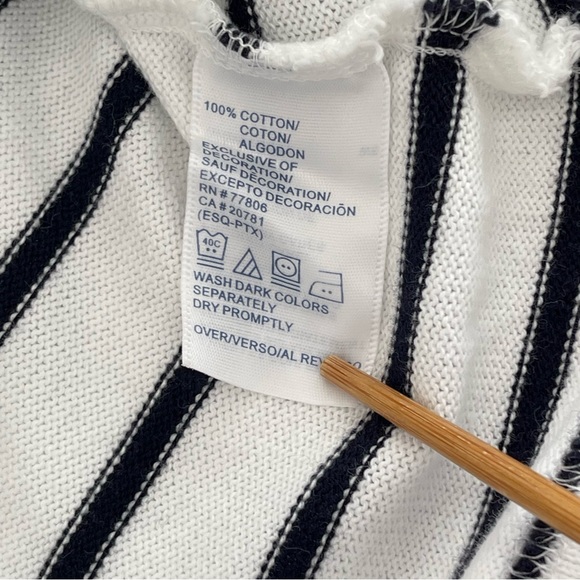 100% COTTON/
COTON/
ALGODON
EXCLUSIVE OF
DECORATION/
SAUF DÉCORATION/
EXCEPTO DECORACIÓN
RN # 77806
CA # 20781
(ESQ-PTX)
40C
WASH DARK COLORS
SEPARATELY
DRY PROMPTLY
OVER/VERSO/AL